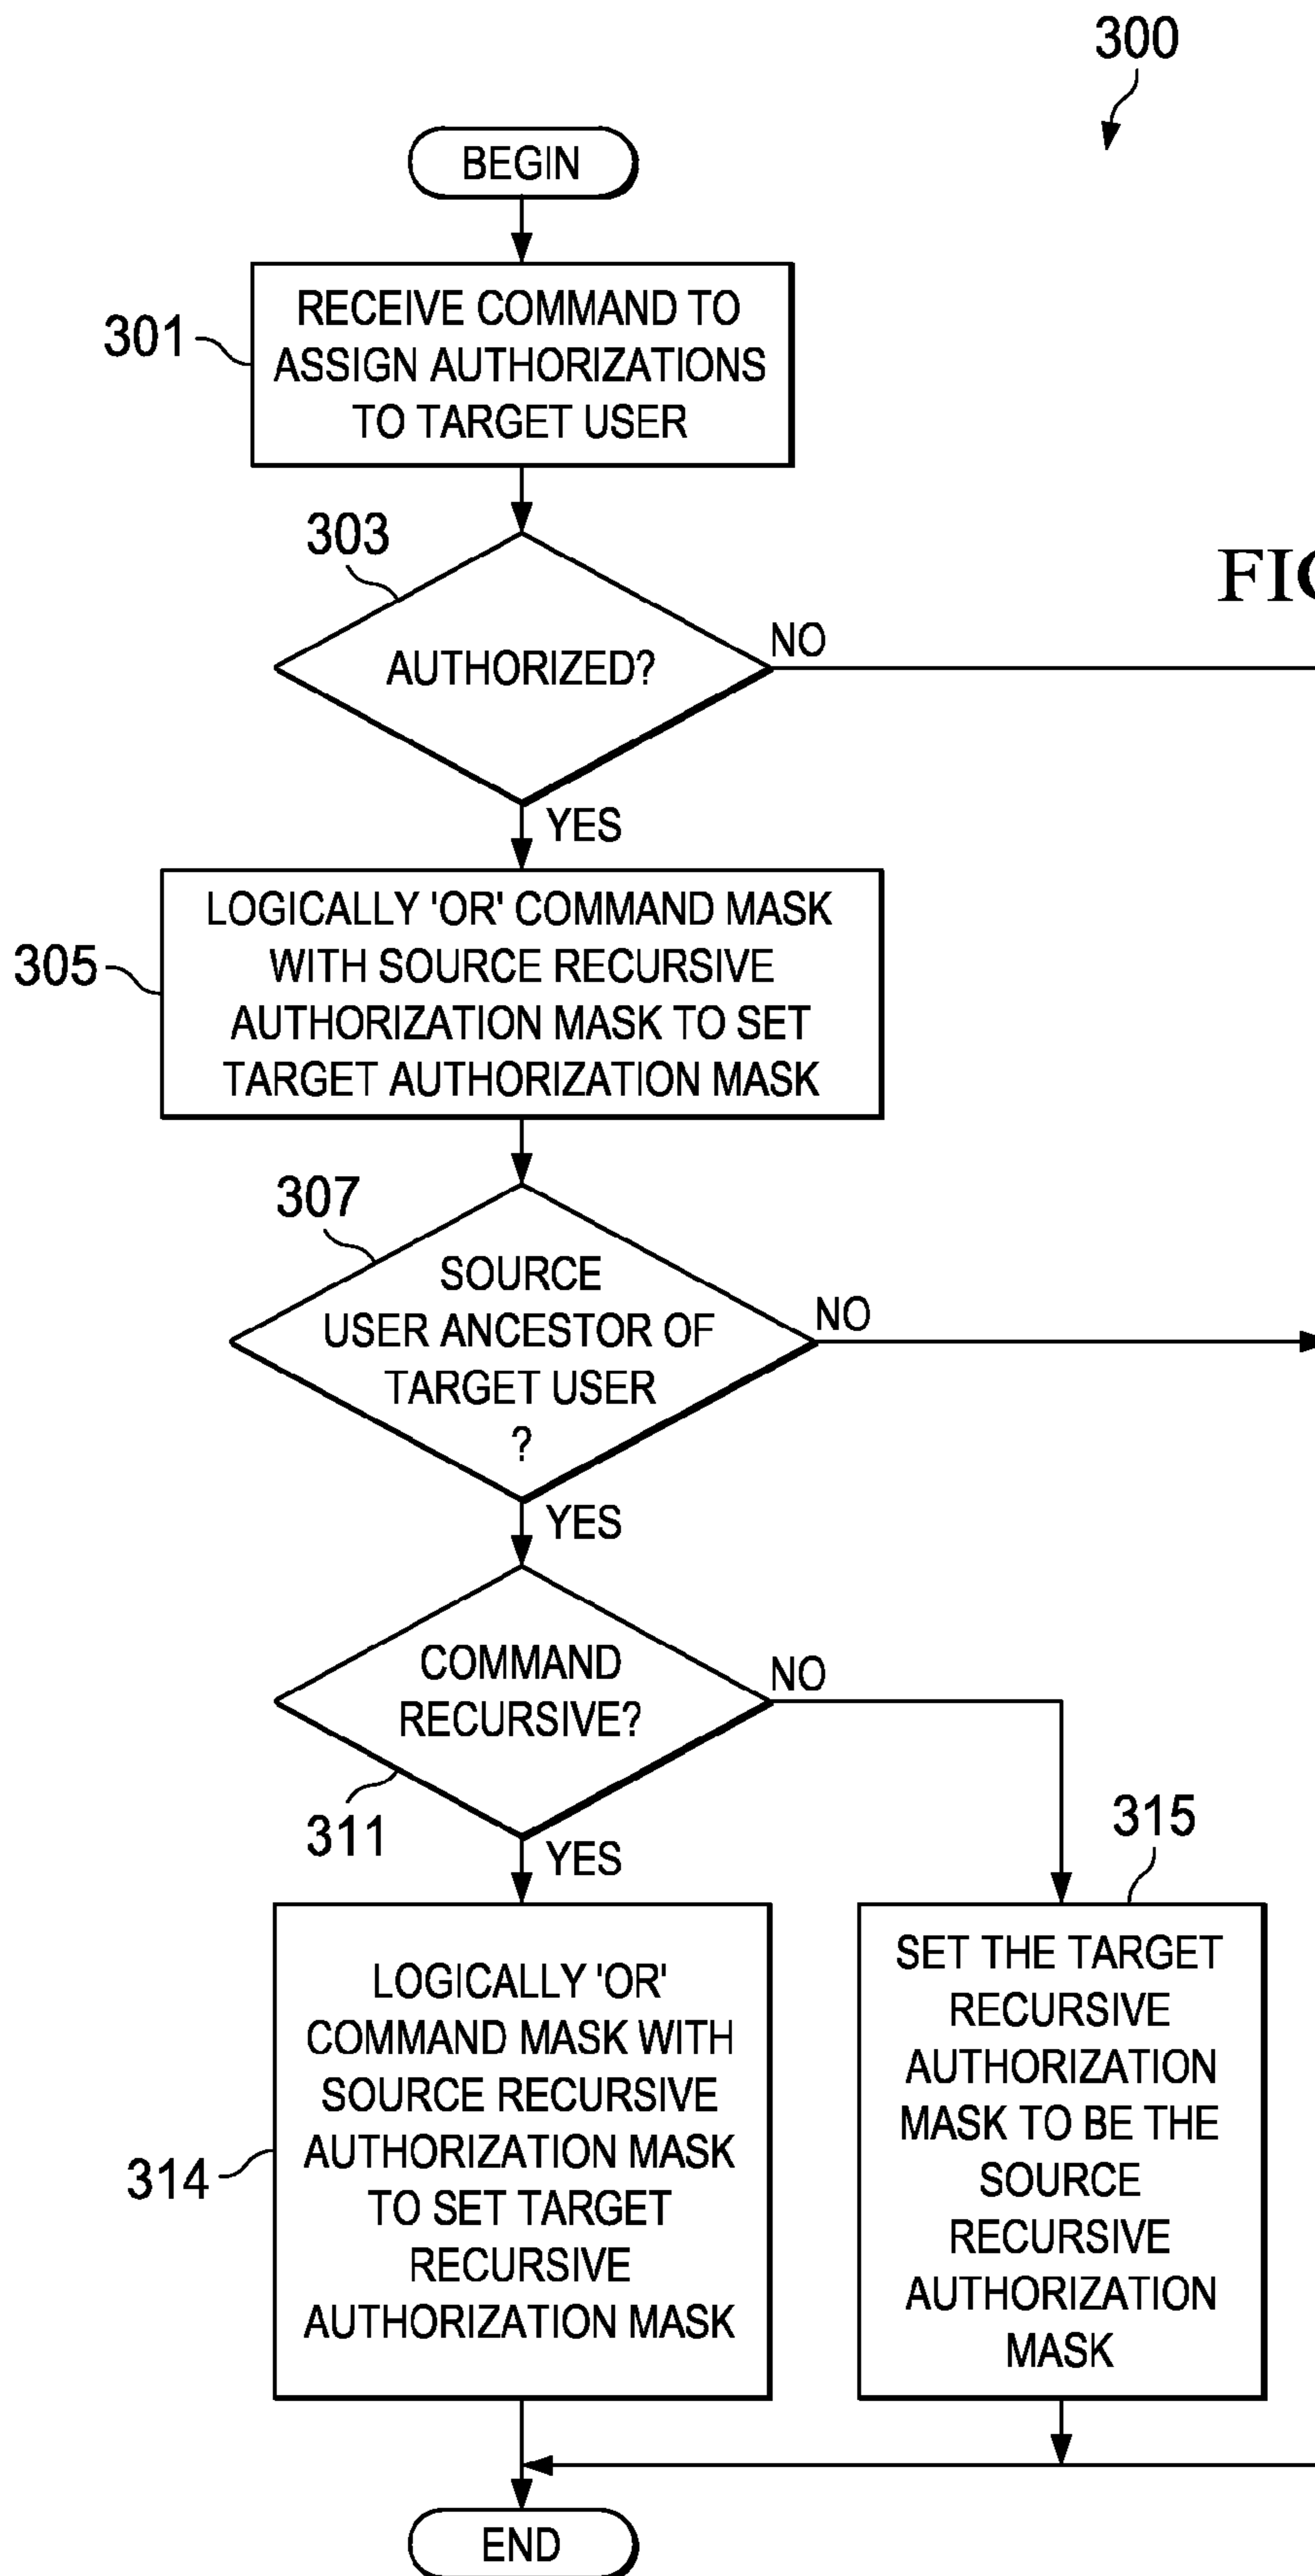 300
BEGIN
301
RECEIVE COMMAND TO
ASSIGN AUTHORIZATIONS
TO TARGET USER
303
AUTHORIZED?
NO
YES
305
LOGICALLY 'OR' COMMAND MASK
WITH SOURCE RECURSIVE
AUTHORIZATION MASK TO SET
TARGET AUTHORIZATION MASK
307
SOURCE
USER ANCESTOR OF
TARGET USER
?
NO
YES
COMMAND
RECURSIVE?
NO
311
YES
314
LOGICALLY 'OR'
COMMAND MASK WITH
SOURCE RECURSIVE
AUTHORIZATION MASK
TO SET TARGET
RECURSIVE
AUTHORIZATION MASK
315
SET THE TARGET
RECURSIVE
AUTHORIZATION
MASK TO BE THE
SOURCE
RECURSIVE
AUTHORIZATION
MASK
END